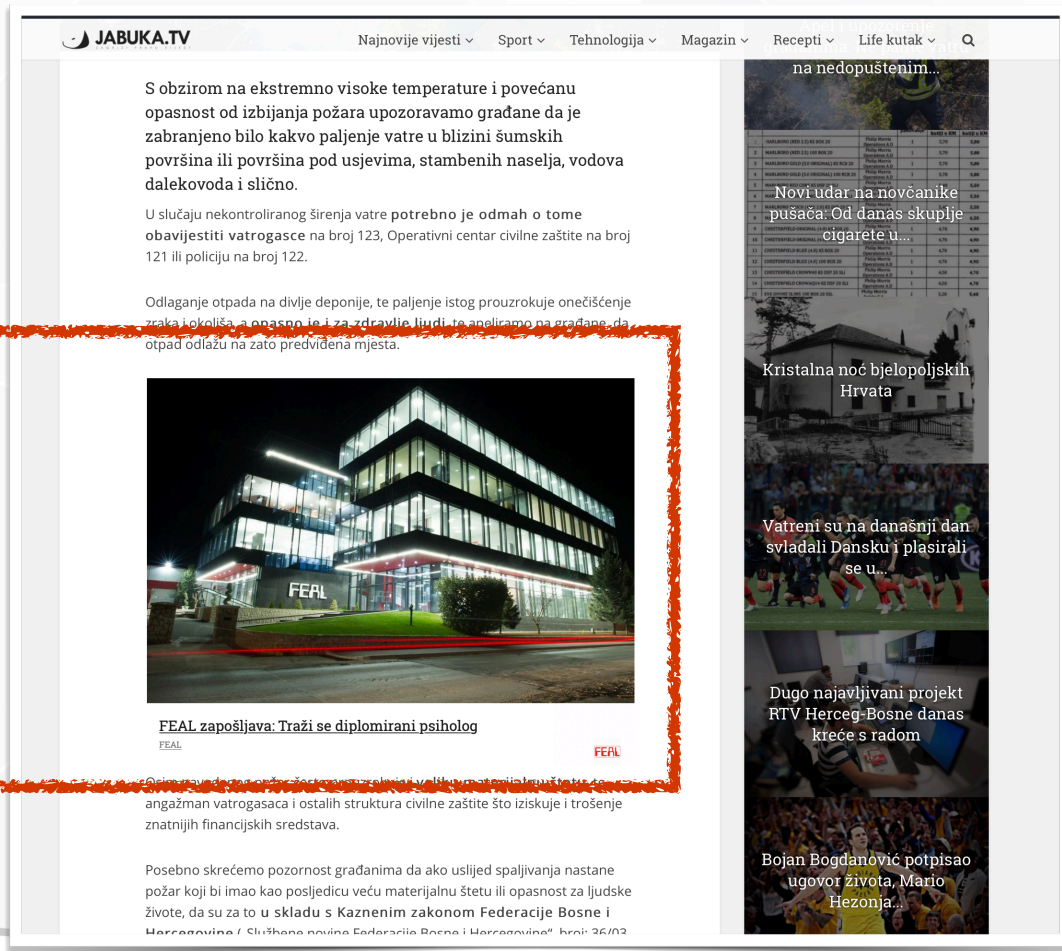 JABUKA.TV
Najnovije vijesti
Sport
Tehnologija
Magazin
Recepti
Life kutak
S obzirom na ekstremno visoke temperature i povećanu
opasnost od izbijanja požara upozoravamo građane da je
zabranjeno bilo kakvo paljenje vatre u blizini šumskih
površina ili površina pod usjevima, stambenih naselja, vodova
dalekovoda i slično.
U slučaju nekontroliranog širenja vatre potrebno je odmah o tome
obavijestiti vatrogasce na broj 123, Operativni centar civilne zaštite na broj
121 ili policiju na broj 122.
Odlaganje otpada na divlje deponije, te paljenje istog prouzrokuje onečišćenje
zraka i okoliša, a opasno je i za zdravlje ljudi, te apeliramo na građane, da
otpad odlažu na zato predviđena mjesta.
FEAL
FEAL zapošljava: Traži se diplomirani psiholog
FEAL
FEAL
angažman vatrogasaca i ostalih struktura civilne zaštite što iziskuje i trošenje
znatnijih financijskih sredstava.
Posebno skrećemo pozornost građanima da ako uslijed spaljivanja nastane
požar koji bi imao kao posljedicu veću materijalnu štetu ili opasnost za ljudske
živote, da su za to u skladu s Kaznenim zakonom Federacije Bosne i
Hercegovine („Službene novine Federacije Bosne i Hercegovine“, broj: 36/03,
na nedopuštenim...
Novi udar na novčanike
pušača: Od danas skuplje
cigarete u...
Kristalna noć bjelopoljskih
Hrvata
Vatreni su na današnji dan
svladali Dansku i plasirali
se u...
Dugo najavljivani projekt
RTV Herceg-Bosne danas
kreće s radom
Bojan Bogdanović potpisao
ugovor života, Mario
Hezonja...